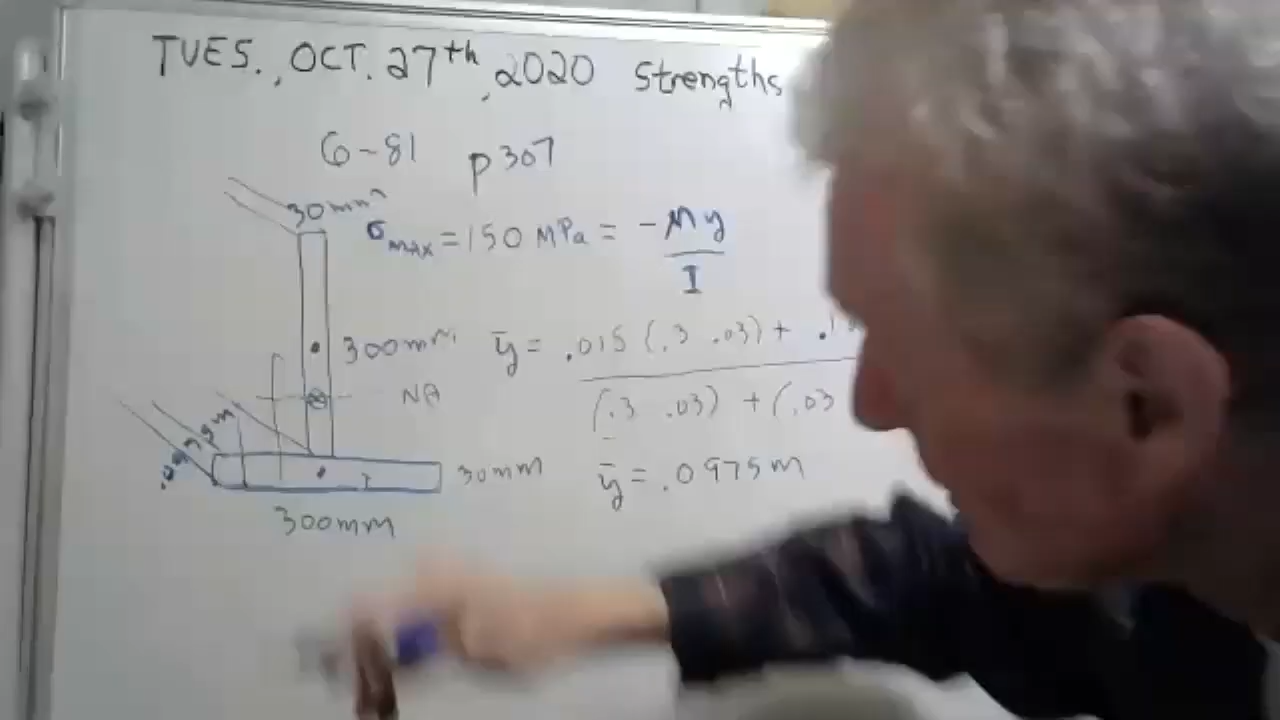 TUES., OCT. 27th, 2020 Strengths
6-81 p307
30mm
σMAX = 150 MPa = -My
I
300mm
ȳ = .015 (.3 .03) +
NA
(.3 .03) + (.03
30mm
ȳ = .0975m
300mm